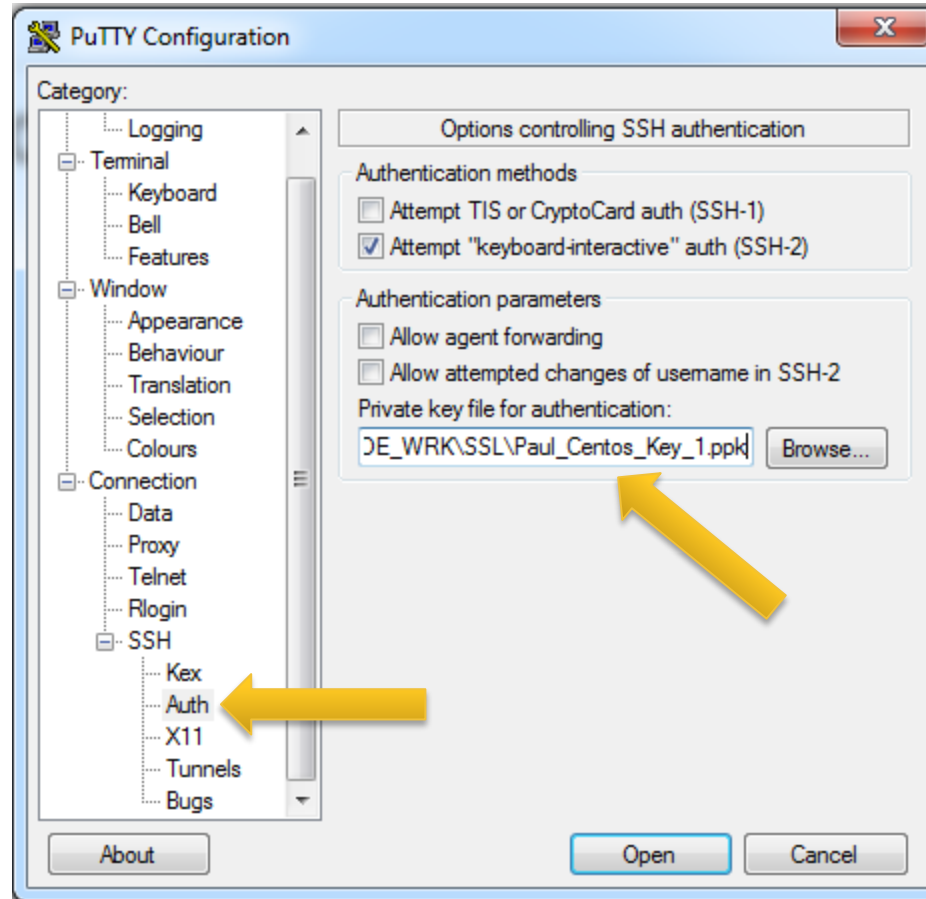 PuTTY Configuration
Category:
Logging
Terminal
Keyboard
Bell
Features
Window
Appearance
Behaviour
Translation
Selection
Colours
Connection
Data
Proxy
Telnet
Rlogin
SSH
Kex
Auth
X11
Tunnels
Bugs
Options controlling SSH authentication
Authentication methods
Attempt TIS or CryptoCard auth (SSH-1)
Attempt "keyboard-interactive" auth (SSH-2)
Authentication parameters
Allow agent forwarding
Allow attempted changes of username in SSH-2
Private key file for authentication:
DE_WRK\SSL\Paul_Centos_Key_1.ppk
Browse...
About
Open
Cancel